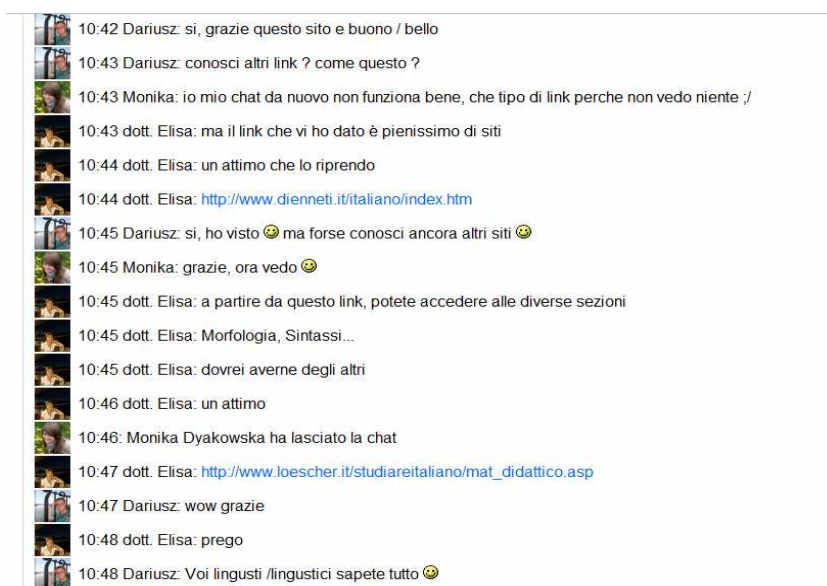 10:42 Dariusz: si, grazie questo sito e buono / bello
10:43 Dariusz: conosci altri link ? come questo ?
10:43 Monika: io mio chat da nuovo non funziona bene, che tipo di link perche non vedo niente ;/
10:43 dott. Elisa: ma il link che vi ho dato è pienissimo di siti
10:44 dott. Elisa: un attimo che lo riprendo
10:44 dott. Elisa: http://www.dienneti.it/italiano/index.htm
10:45 Dariusz: si, ho visto 🙂 ma forse conosci ancora altri siti 🙂
10:45 Monika: grazie, ora vedo 🙂
10:45 dott. Elisa: a partire da questo link, potete accedere alle diverse sezioni
10:45 dott. Elisa: Morfologia, Sintassi...
10:45 dott. Elisa: dovrei averne degli altri
10:46 dott. Elisa: un attimo
10:46: Monika Dyakowska ha lasciato la chat
10:47 dott. Elisa: http://www.loescher.it/studiareitaliano/mat_didattico.asp
10:47 Dariusz: wow grazie
10:48 dott. Elisa: prego
10:48 Dariusz: Voi lingusti /lingustici sapete tutto 🙂